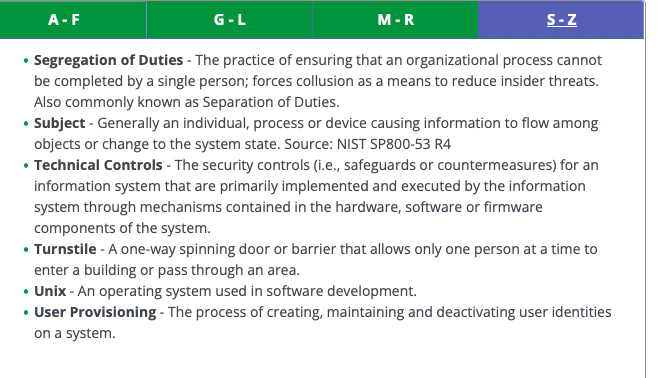 A - F
G - L
M - R
S - Z
• Segregation of Duties - The practice of ensuring that an organizational process cannot
be completed by a single person; forces collusion as a means to reduce insider threats.
Also commonly known as Separation of Duties.
• Subject - Generally an individual, process or device causing information to flow among
objects or change to the system state. Source: NIST SP800-53 R4
• Technical Controls - The security controls (i.e., safeguards or countermeasures) for an
information system that are primarily implemented and executed by the information
system through mechanisms contained in the hardware, software or firmware
components of the system.
• Turnstile - A one-way spinning door or barrier that allows only one person at a time to
enter a building or pass through an area.
• Unix - An operating system used in software development.
• User Provisioning - The process of creating, maintaining and deactivating user identities
on a system.